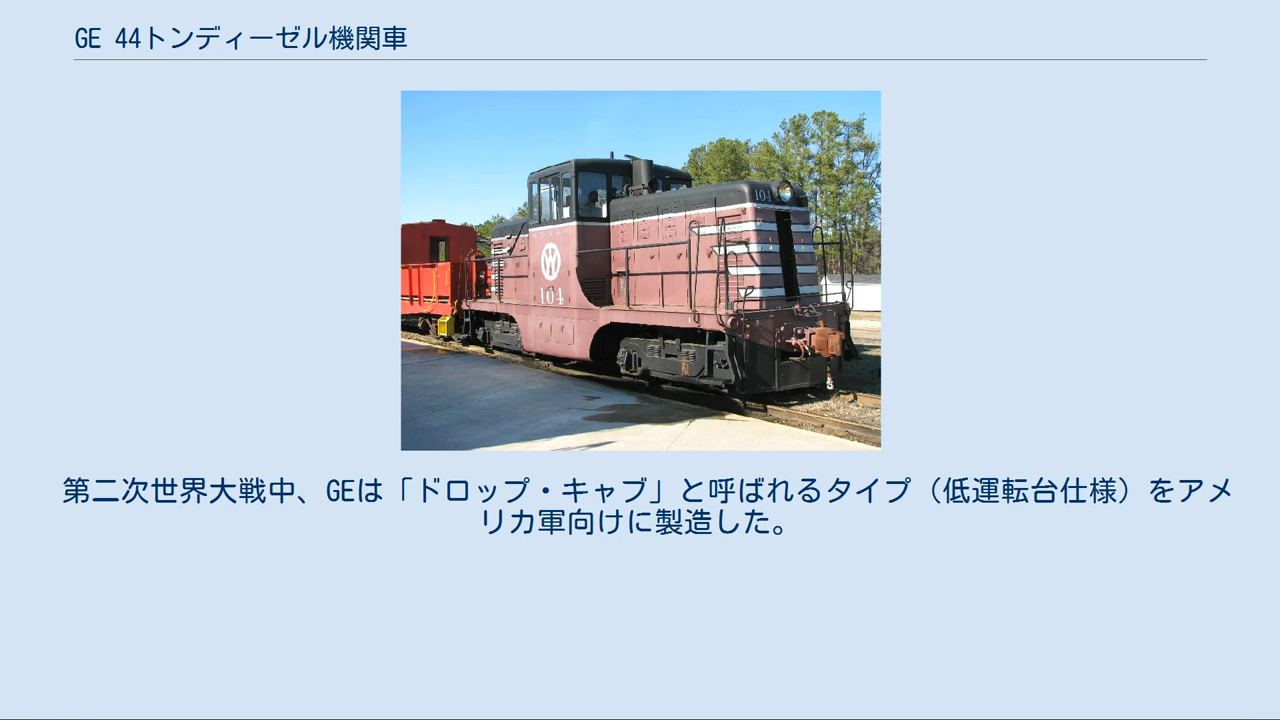 GE 44トンディーゼル機関車
104
104
第二次世界大戦中、GEは「ドロップ・キャブ」と呼ばれるタイプ（低運転台仕様）をアメ
リカ軍向けに製造した。